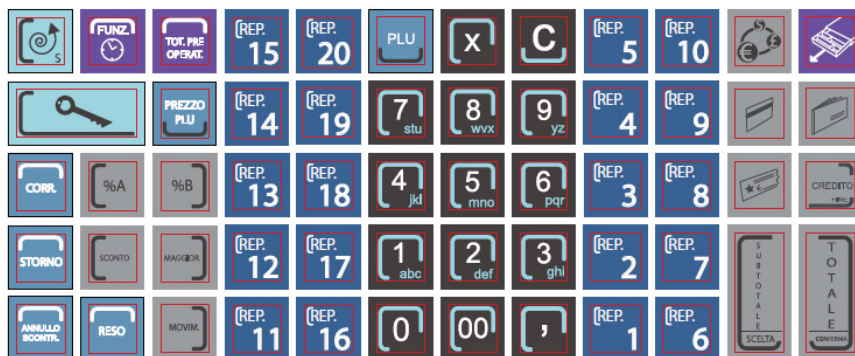 S
FUNZ.
TOT. PRE
OPERAT.
REP.
15
REP.
20
PLU
X
C
REP.
5
REP.
10
$
€
£
PREZZO
PLU
REP.
14
REP.
19
7
stu
8
wvx
9
yz
REP.
4
REP.
9
CORR.
%A
%B
REP.
13
REP.
18
4
jkl
5
mno
6
pqr
REP.
3
REP.
8
CREDITO
STORNO
SCONTO
MAGGIOR.
REP.
12
REP.
17
1
abc
2
def
3
ghi
REP.
2
REP.
7
SUBTOTALE
SCELTA
TOTALE
CONFERMA
ANNULLO
SCONTR.
RESO
MOVIM.
REP.
11
REP.
16
0
00
,
REP.
1
REP.
6